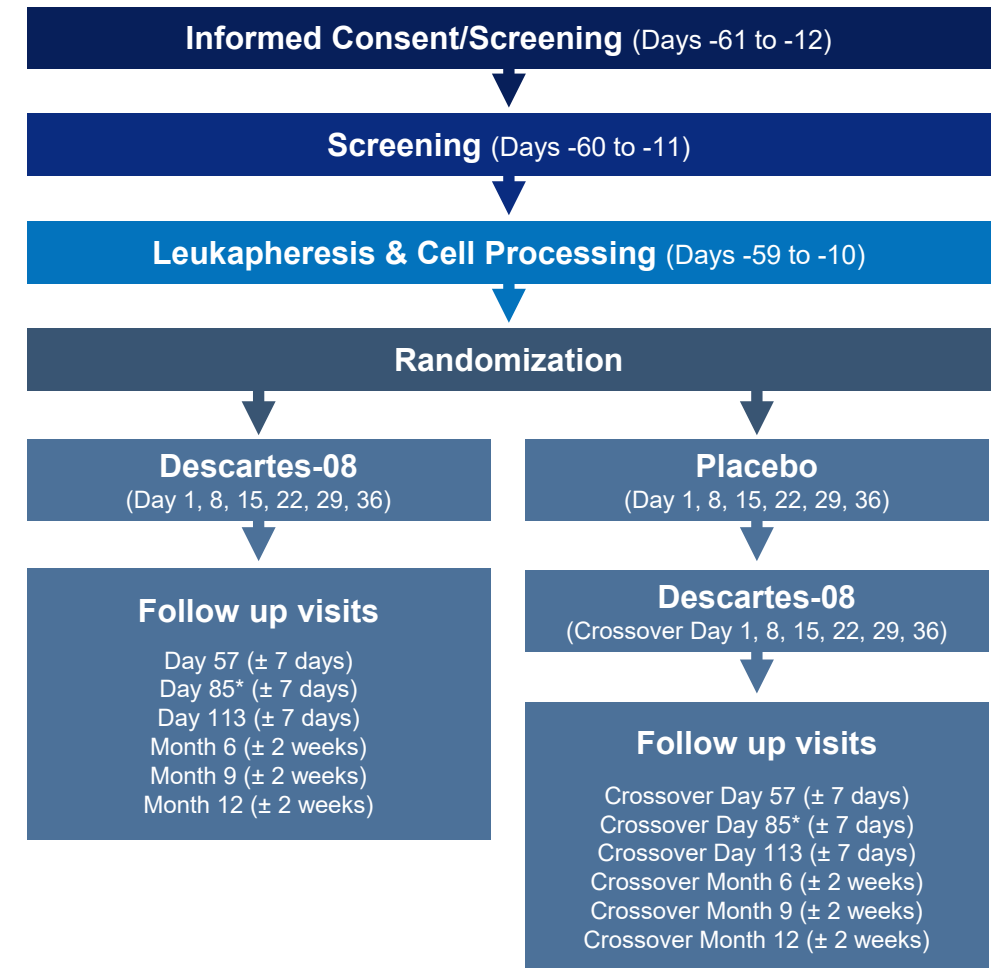 Informed Consent/Screening (Days -61 to -12)
Screening (Days -60 to -11)
Leukapheresis & Cell Processing (Days -59 to -10)
Randomization
Descartes-08
(Day 1, 8, 15, 22, 29, 36)
Follow up visits
Day 57 (± 7 days)
Day 85* (± 7 days)
Day 113 (± 7 days)
Month 6 (± 2 weeks)
Month 9 (± 2 weeks)
Month 12 (± 2 weeks)
Placebo
(Day 1, 8, 15, 22, 29, 36)
Descartes-08
(Crossover Day 1, 8, 15, 22, 29, 36)
Follow up visits
Crossover Day 57 (± 7 days)
Crossover Day 85* (± 7 days)
Crossover Day 113 (± 7 days)
Crossover Month 6 (± 2 weeks)
Crossover Month 9 (± 2 weeks)
Crossover Month 12 (± 2 weeks)